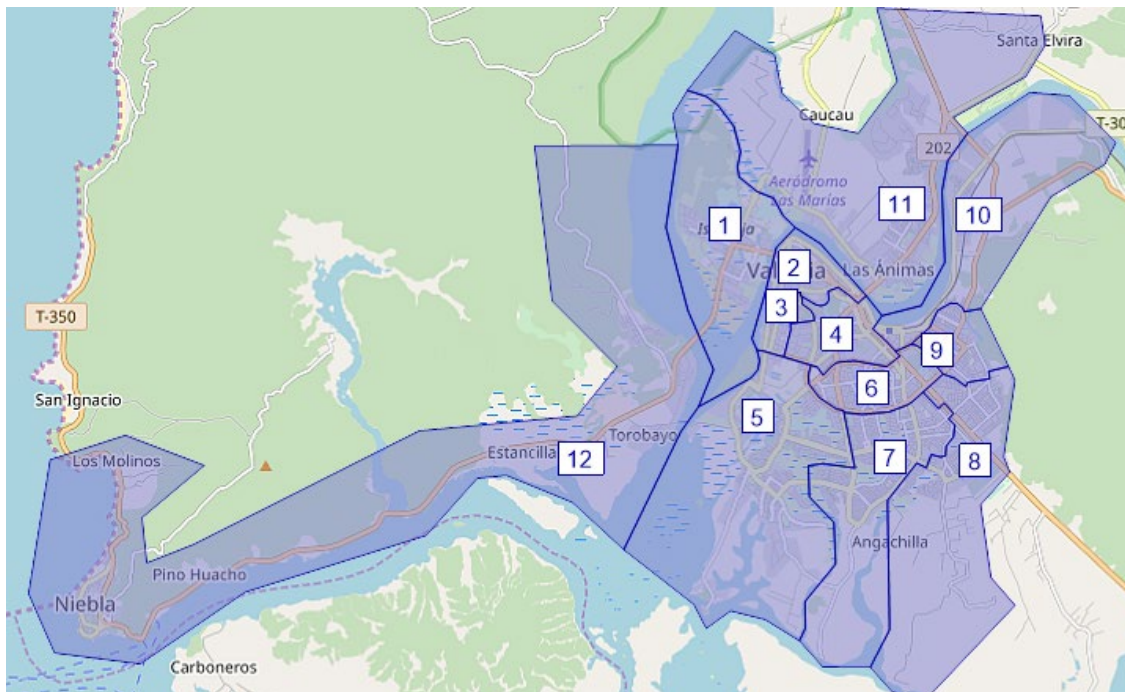 Santa Elvira
Caucau
T-30
202
Aeródromo
Las Marías
11
10
1
Las Ánimas
2
3
T-350
4
9
San Ignacio
6
5
Torobayo
Los Molinos
Estancilla
12
7
8
Angachilla
Pino Huacho
Niebla
Carboneros